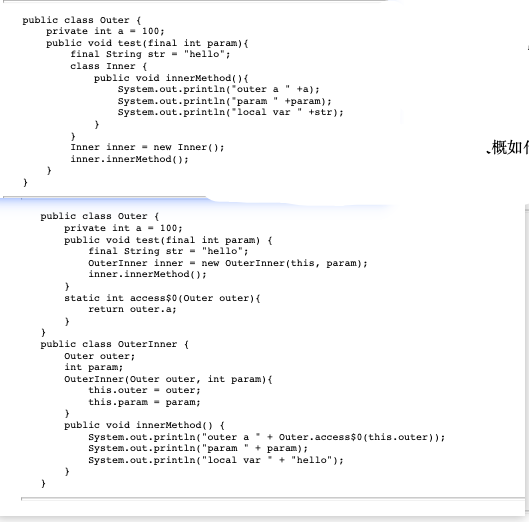 public class Outer {
    private int a = 100;
    public void test(final int param){
        final String str = "hello";
        class Inner {
            public void innerMethod(){
                System.out.println("outer a " +a);
                System.out.println("param " +param);
                System.out.println("local var " +str);
            }
        }
        Inner inner = new Inner();
        inner.innerMethod();
    }
}
、概如
public class Outer {
    private int a = 100;
    public void test(final int param) {
        final String str = "hello";
        OuterInner inner = new OuterInner(this, param);
        inner.innerMethod();
    }
    static int access$0(Outer outer){
        return outer.a;
    }
}
public class OuterInner {
    Outer outer;
    int param;
    OuterInner(Outer outer, int param){
        this.outer = outer;
        this.param = param;
    }
    public void innerMethod() {
        System.out.println("outer a " + Outer.access$0(this.outer));
        System.out.println("param " + param);
        System.out.println("local var " + "hello");
    }
}